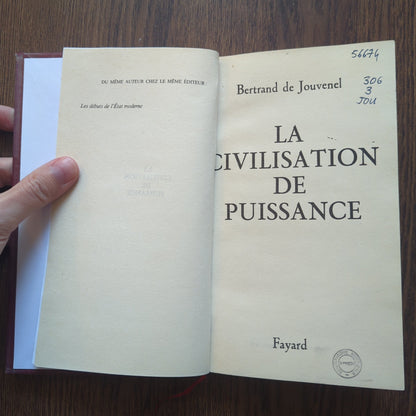 DU MÊME AUTEUR CHEZ LE MÊME ÉDITEUR :
Les débuts de l'État moderne
56674
306
3
JOU
Bertrand de Jouvenel
LA
CIVILISATION
DE
PUISSANCE
Fayard